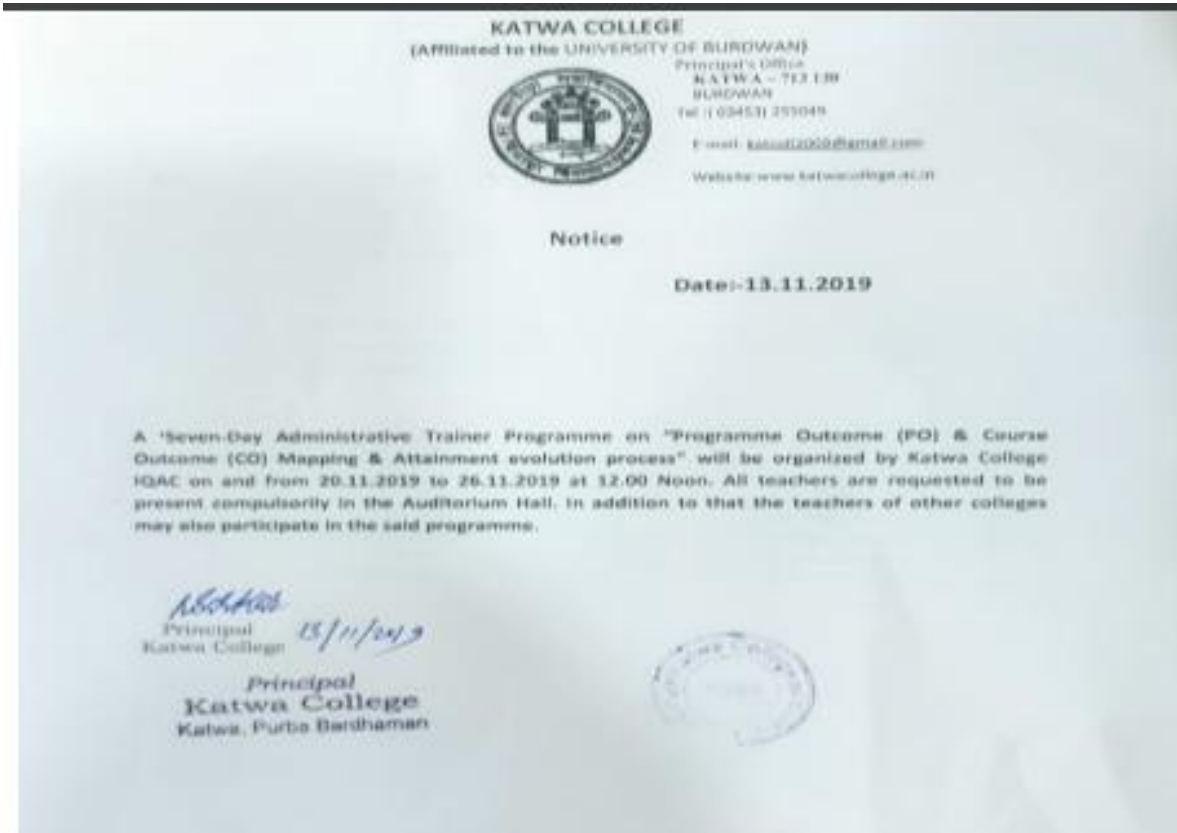 KATWA COLLEGE
(Affiliated to the UNIVERSITY OF BURDWAN)
Principal's Office
KATWA – 713 130
BURDWAN
Tel :( 03453) 255049
E-mail:
Website
Notice
Date:-13.11.2019
A 'Seven-Day Administrative Trainer Programme on "Programme Outcome (PO) & Course
Outcome (CO) Mapping & Attainment evolution process" will be organized by Katwa College
IQAC on and from 20.11.2019 to 26.11.2019 at 12.00 Noon. All teachers are requested to be
present compulsorily in the Auditorium Hall. In addition to that the teachers of other colleges
may also participate in the said programme.
Principal
Katwa College
13/11/2019
Principal
Katwa College
Katwa, Purba Bardhaman